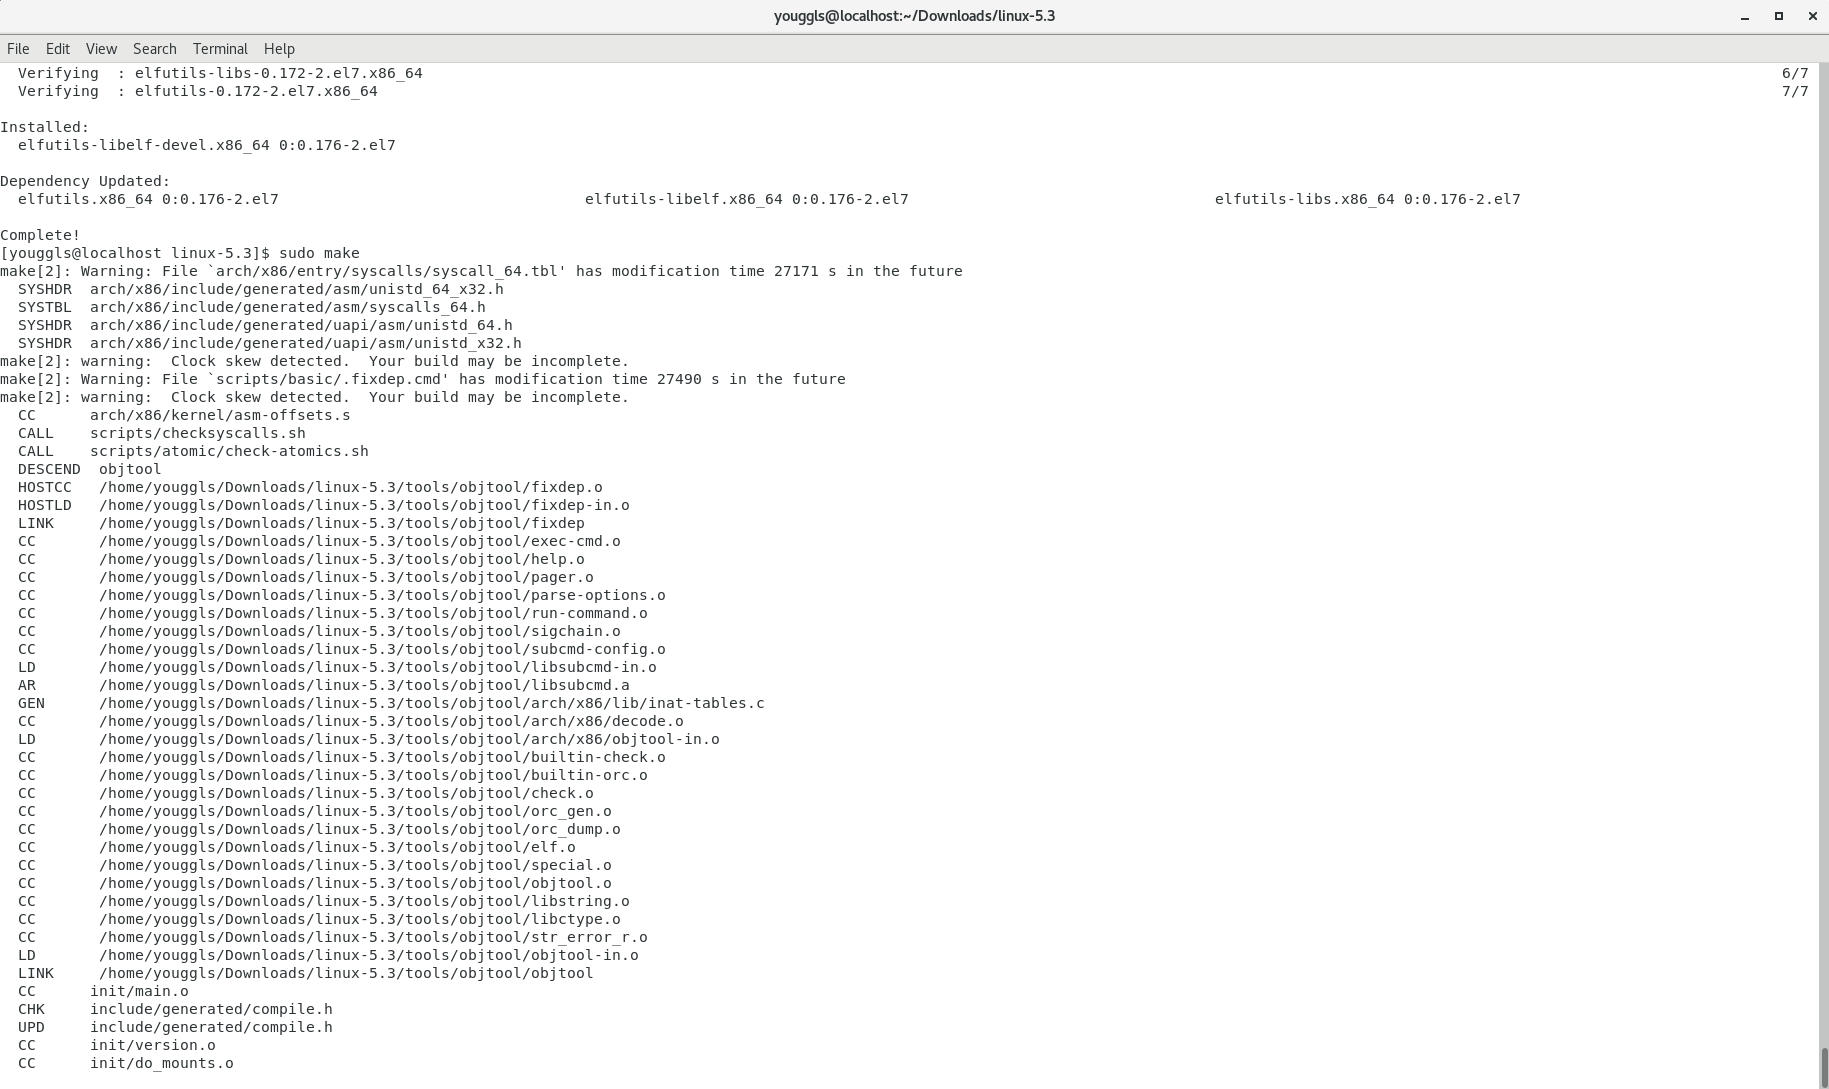 youggls@localhost:~/Downloads/linux-5.3
File Edit View Search Terminal Help
  Verifying  : elfutils-libs-0.172-2.el7.x86_64 6/7
  Verifying  : elfutils-0.172-2.el7.x86_64 7/7

Installed:
  elfutils-libelf-devel.x86_64 0:0.176-2.el7

Dependency Updated:
  elfutils.x86_64 0:0.176-2.el7 elfutils-libelf.x86_64 0:0.176-2.el7 elfutils-libs.x86_64 0:0.176-2.el7

Complete!
[youggls@localhost linux-5.3]$ sudo make
make[2]: Warning: File `arch/x86/entry/syscalls/syscall_64.tbl' has modification time 27171 s in the future
  SYSHDR  arch/x86/include/generated/asm/unistd_64_x32.h
  SYSTBL  arch/x86/include/generated/asm/syscalls_64.h
  SYSHDR  arch/x86/include/generated/uapi/asm/unistd_64.h
  SYSHDR  arch/x86/include/generated/uapi/asm/unistd_x32.h
make[2]: warning:  Clock skew detected.  Your build may be incomplete.
make[2]: Warning: File `scripts/basic/.fixdep.cmd' has modification time 27490 s in the future
make[2]: warning:  Clock skew detected.  Your build may be incomplete.
  CC      arch/x86/kernel/asm-offsets.s
  CALL    scripts/checksyscalls.sh
  CALL    scripts/atomic/check-atomics.sh
  DESCEND  objtool
  HOSTCC   /home/youggls/Downloads/linux-5.3/tools/objtool/fixdep.o
  HOSTLD   /home/youggls/Downloads/linux-5.3/tools/objtool/fixdep-in.o
  LINK     /home/youggls/Downloads/linux-5.3/tools/objtool/fixdep
  CC       /home/youggls/Downloads/linux-5.3/tools/objtool/exec-cmd.o
  CC       /home/youggls/Downloads/linux-5.3/tools/objtool/help.o
  CC       /home/youggls/Downloads/linux-5.3/tools/objtool/pager.o
  CC       /home/youggls/Downloads/linux-5.3/tools/objtool/parse-options.o
  CC       /home/youggls/Downloads/linux-5.3/tools/objtool/run-command.o
  CC       /home/youggls/Downloads/linux-5.3/tools/objtool/sigchain.o
  CC       /home/youggls/Downloads/linux-5.3/tools/objtool/subcmd-config.o
  LD       /home/youggls/Downloads/linux-5.3/tools/objtool/libsubcmd-in.o
  AR       /home/youggls/Downloads/linux-5.3/tools/objtool/libsubcmd.a
  GEN      /home/youggls/Downloads/linux-5.3/tools/objtool/arch/x86/lib/inat-tables.c
  CC       /home/youggls/Downloads/linux-5.3/tools/objtool/arch/x86/decode.o
  LD       /home/youggls/Downloads/linux-5.3/tools/objtool/arch/x86/objtool-in.o
  CC       /home/youggls/Downloads/linux-5.3/tools/objtool/builtin-check.o
  CC       /home/youggls/Downloads/linux-5.3/tools/objtool/builtin-orc.o
  CC       /home/youggls/Downloads/linux-5.3/tools/objtool/check.o
  CC       /home/youggls/Downloads/linux-5.3/tools/objtool/orc_gen.o
  CC       /home/youggls/Downloads/linux-5.3/tools/objtool/orc_dump.o
  CC       /home/youggls/Downloads/linux-5.3/tools/objtool/elf.o
  CC       /home/youggls/Downloads/linux-5.3/tools/objtool/special.o
  CC       /home/youggls/Downloads/linux-5.3/tools/objtool/objtool.o
  CC       /home/youggls/Downloads/linux-5.3/tools/objtool/libstring.o
  CC       /home/youggls/Downloads/linux-5.3/tools/objtool/libctype.o
  CC       /home/youggls/Downloads/linux-5.3/tools/objtool/str_error_r.o
  LD       /home/youggls/Downloads/linux-5.3/tools/objtool/objtool-in.o
  LINK     /home/youggls/Downloads/linux-5.3/tools/objtool/objtool
  CC      init/main.o
  CHK     include/generated/compile.h
  UPD     include/generated/compile.h
  CC      init/version.o
  CC      init/do_mounts.o